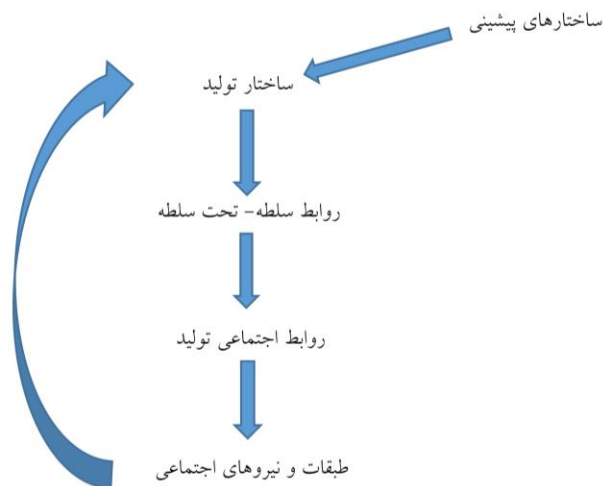 ساختارهای پیشینی
ساختار تولید
روابط سلطه- تحت سلطه
روابط اجتماعی تولید
طبقات و نیروهای اجتماعی